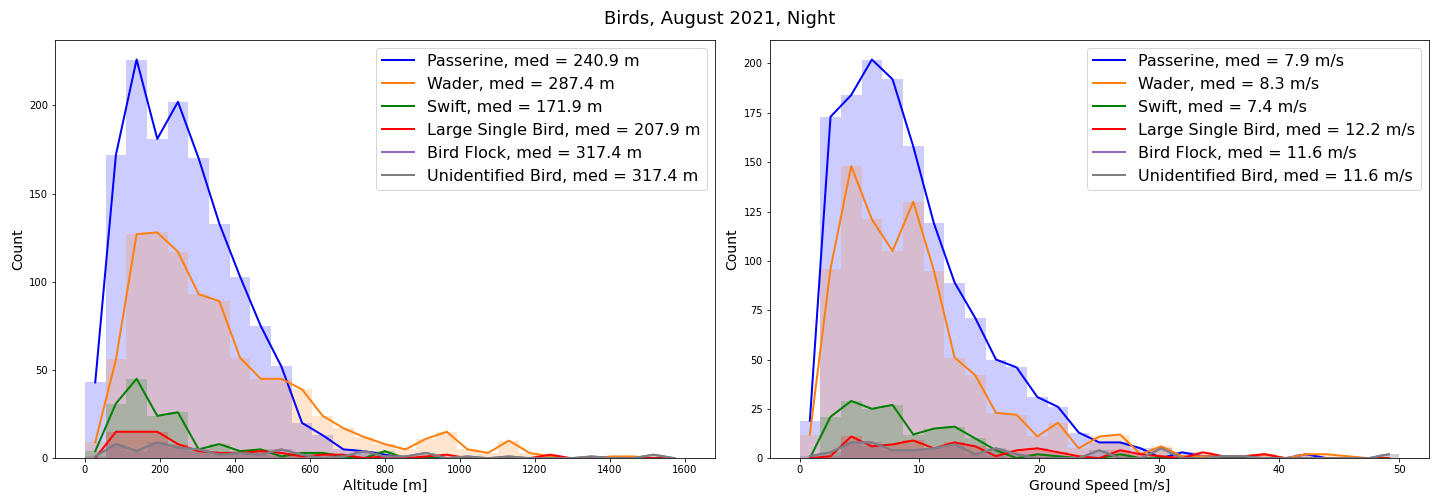 Birds, August 2021, Night
Passerine, med = 240.9 m
Wader, med = 287.4 m
Swift, med = 171.9 m
Large Single Bird, med = 207.9 m
Bird Flock, med = 317.4 m
Unidentified Bird, med = 317.4 m
Count
200
150
100
50
0
0 200 400 600 800 1000 1200 1400 1600
Altitude [m]
Passerine, med = 7.9 m/s
Wader, med = 8.3 m/s
Swift, med = 7.4 m/s
Large Single Bird, med = 12.2 m/s
Bird Flock, med = 11.6 m/s
Unidentified Bird, med = 11.6 m/s
Count
200
175
150
125
100
75
50
25
0
0 10 20 30 40 50
Ground Speed [m/s]